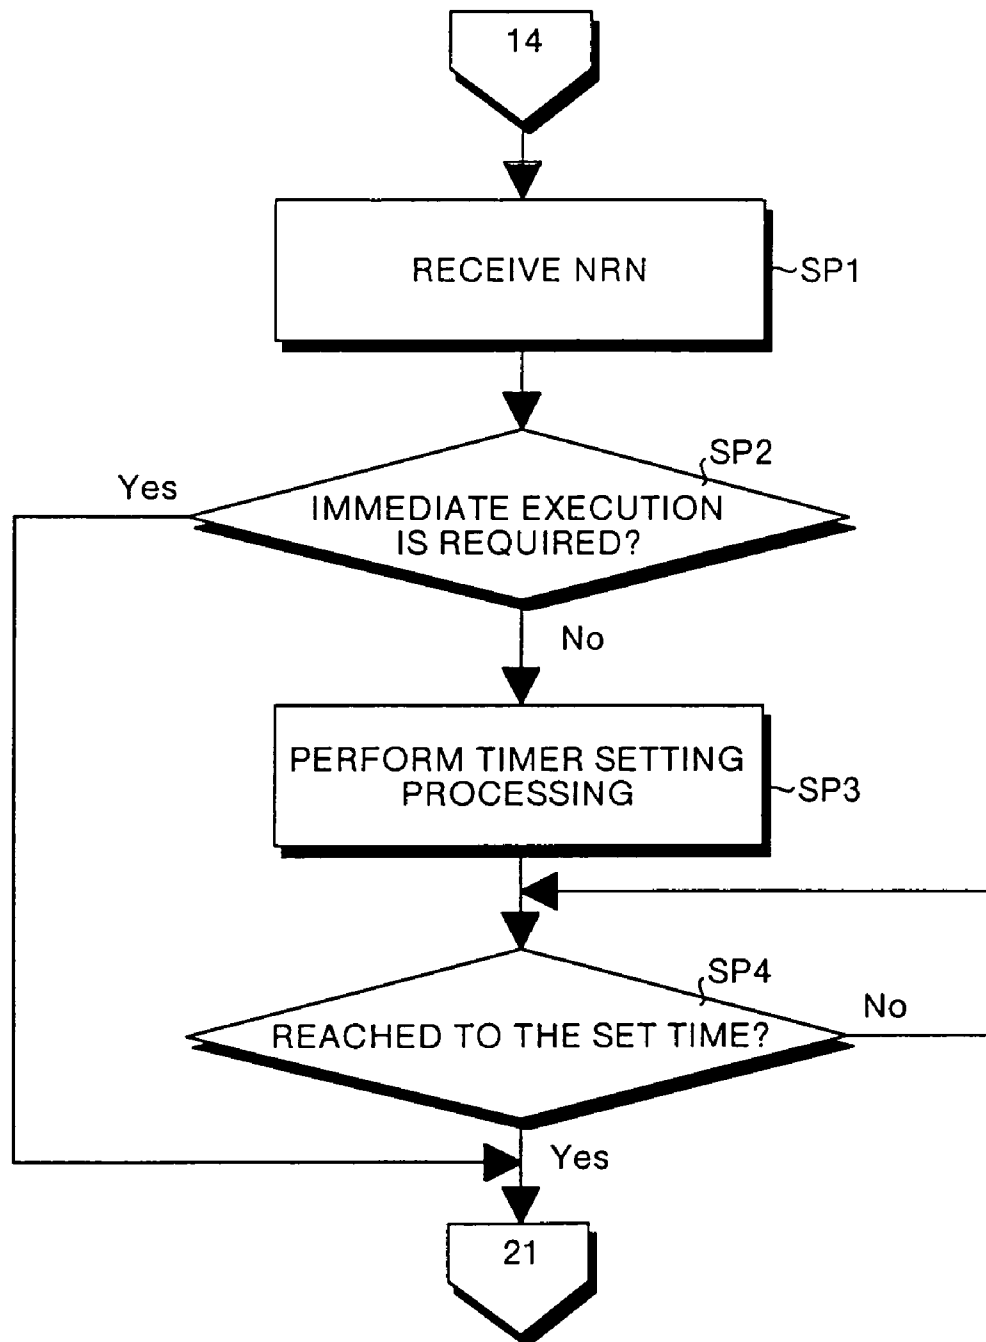 14
RECEIVE NRN
SP1
SP2
Yes
IMMEDIATE EXECUTION
IS REQUIRED?
No
PERFORM TIMER SETTING
PROCESSING
SP3
SP4
No
REACHED TO THE SET TIME?
Yes
21